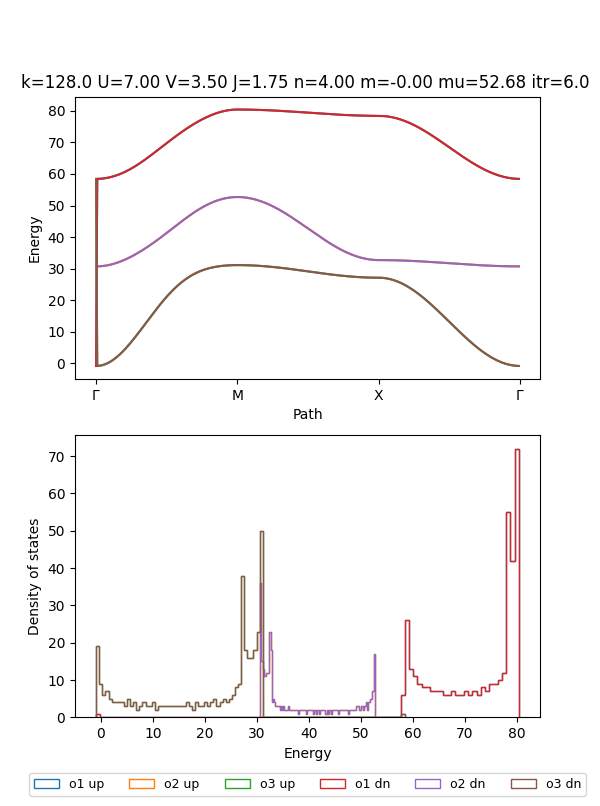 k=128.0 U=7.00 V=3.50 J=1.75 n=4.00 m=-0.00 mu=52.68 itr=6.0
80
70
60
50
40
30
20
10
0
Energy
Γ M X Γ
Path
70
60
50
40
30
20
10
0
Density of states
0 10 20 30 40 50 60 70 80
Energy
o1 up o2 up o3 up o1 dn o2 dn o3 dn